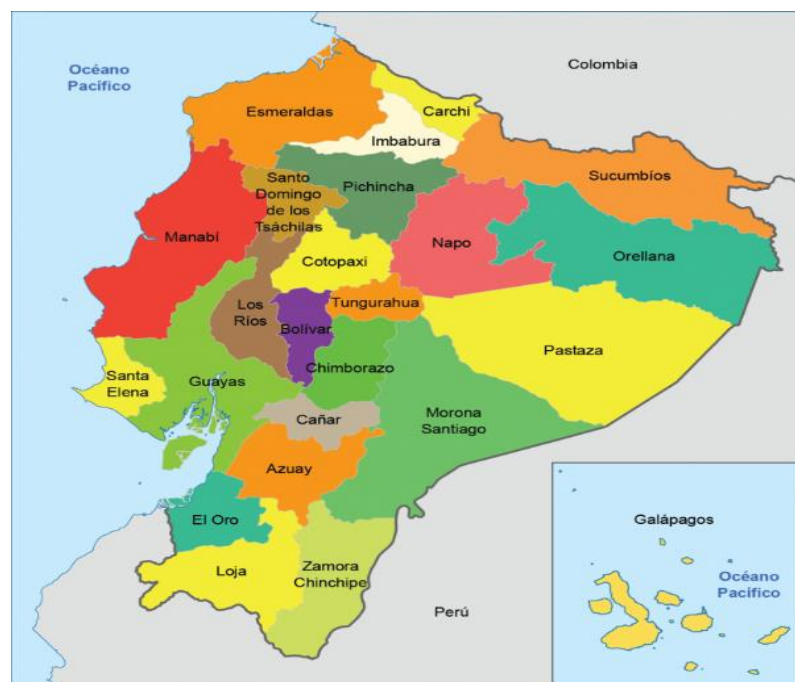 Océano
Pacífico
Colombia
Esmeraldas
Carchi
Imbabura
Sucumbíos
Santo
Domingo
de los
Tsáchilas
Pichincha
Manabí
Napo
Orellana
Cotopaxi
Los
Ríos
Tungurahua
Bolívar
Pastaza
Santa
Elena
Guayas
Chimborazo
Morona
Santiago
Cañar
Azuay
El Oro
Loja
Zamora
Chinchipe
Perú
Galápagos
Océano
Pacífico